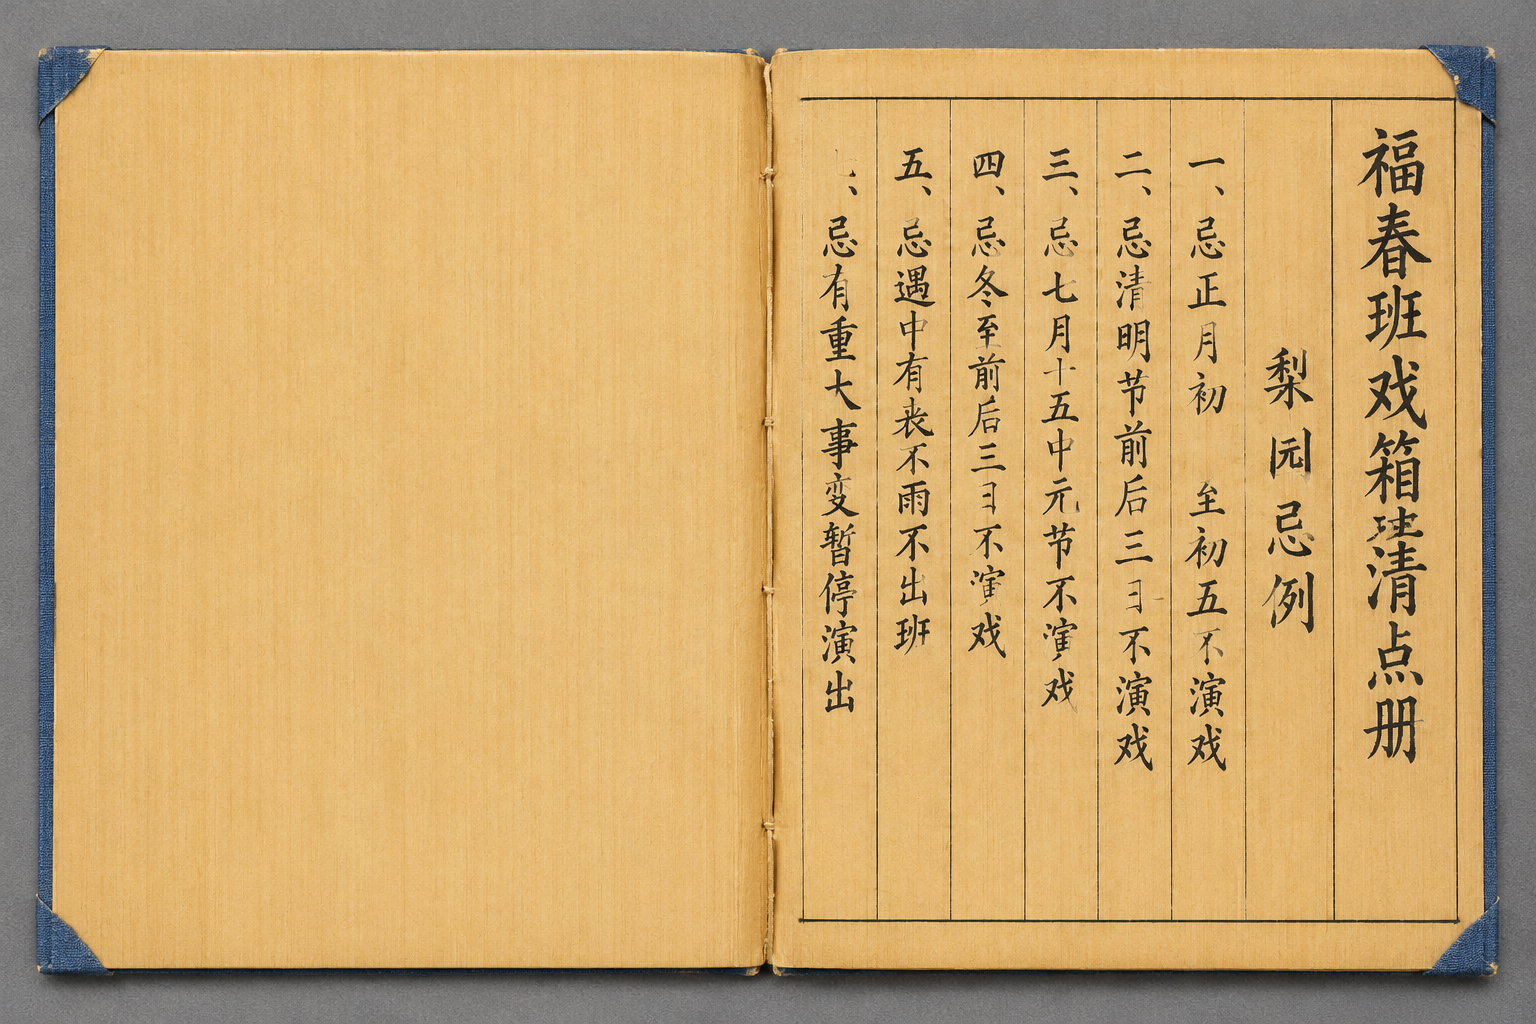 福春班戏箱清点册
梨园忌例
一、忌正月初 至初五不演戏
二、忌清明节前后三日不演戏
三、忌七月十五中元节不演戏
四、忌冬至前后三日不演戏
五、忌遇中有丧不雨不出班
、忌有重大事变暂停演出